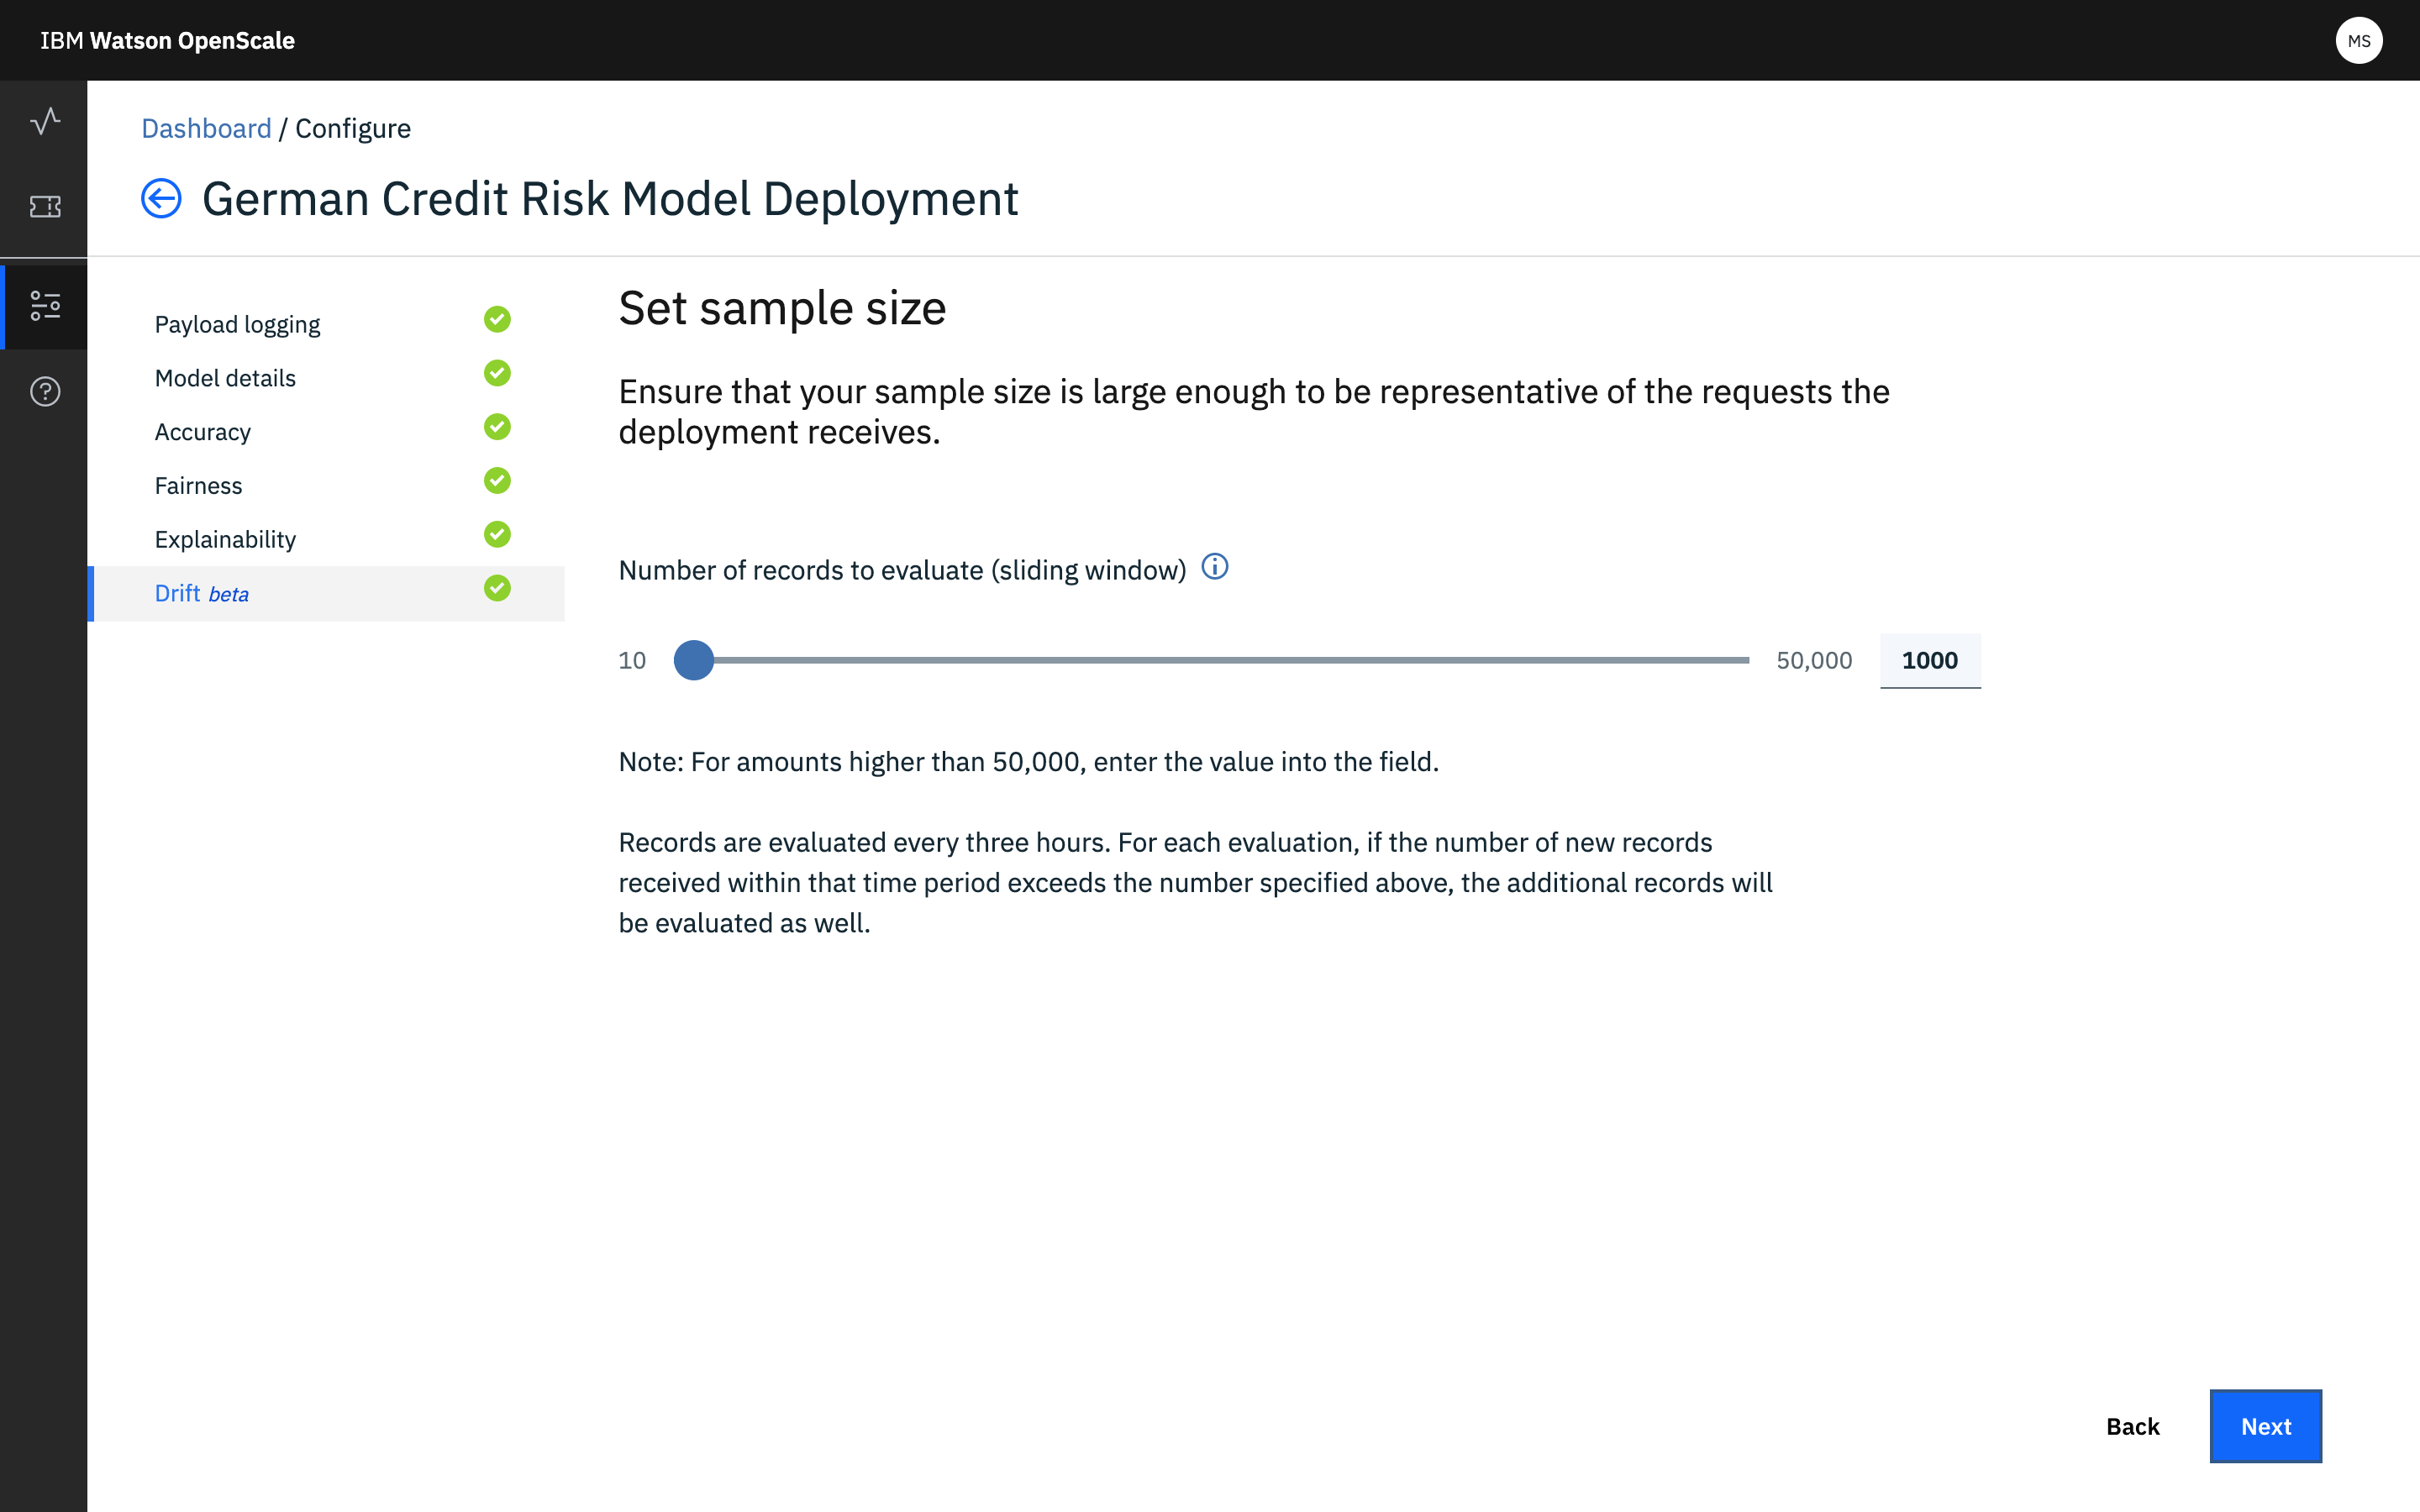 IBM Watson OpenScale
MS
Dashboard / Configure
German Credit Risk Model Deployment
Payload logging
Model details
Accuracy
Fairness
Explainability
Drift beta
Set sample size
Ensure that your sample size is large enough to be representative of the requests the
deployment receives.
Number of records to evaluate (sliding window)
10
50,000
1000
Note: For amounts higher than 50,000, enter the value into the field.
Records are evaluated every three hours. For each evaluation, if the number of new records
received within that time period exceeds the number specified above, the additional records will
be evaluated as well.
Back
Next